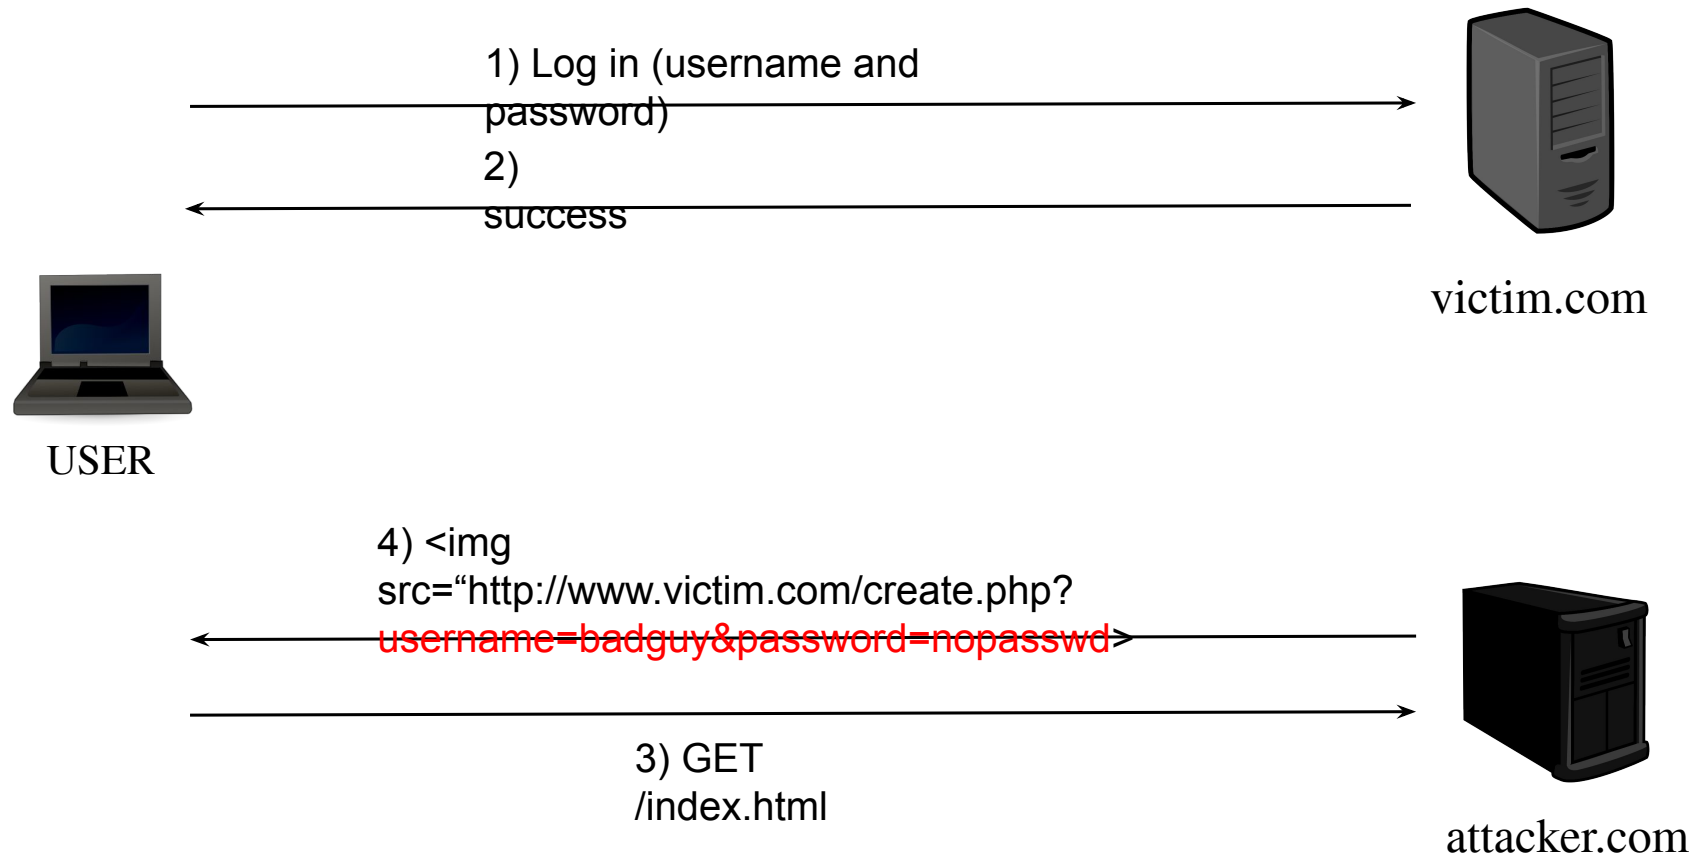 1) Log in (username and
password)
2)
success
victim.com
USER
4) <img
src=“http://www.victim.com/create.php?
username=badguy&password=nopasswd>
3) GET
/index.html
attacker.com